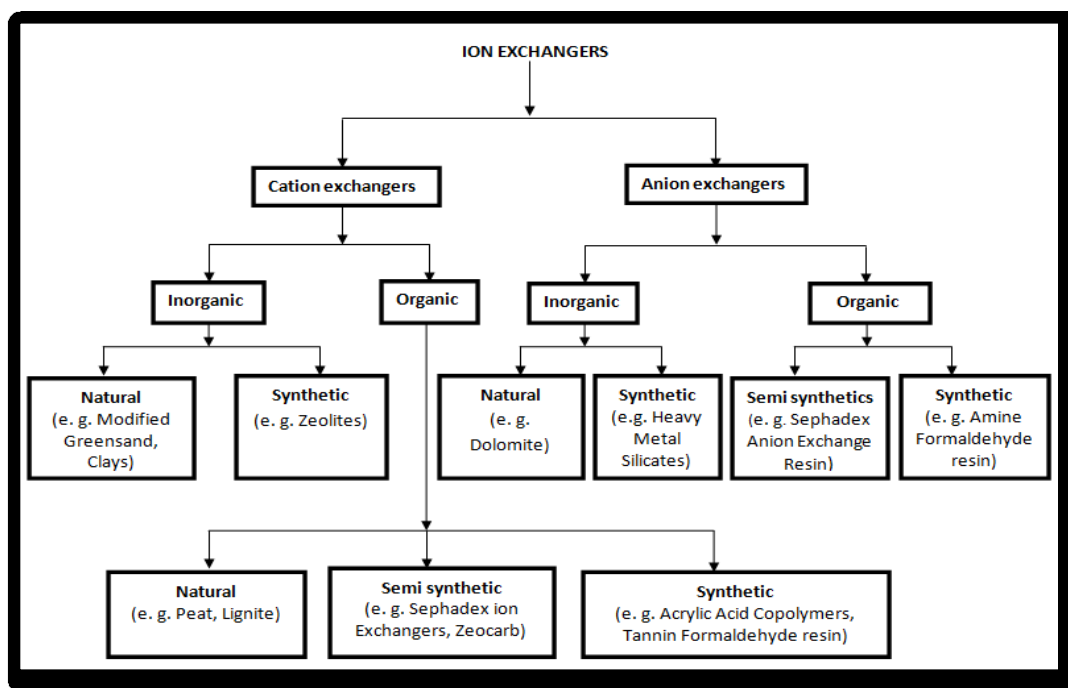 ION EXCHANGERS
Cation exchangers
Anion exchangers
Inorganic
Organic
Inorganic
Organic
Natural
(e. g. Modified
Greensand,
Clays)
Synthetic
(e. g. Zeolites)
Natural
(e. g.
Dolomite)
Synthetic
(e.g. Heavy
Metal
Silicates)
Semi synthetics
(e. g. Sephadex
Anion Exchange
Resin)
Synthetic
(e. g. Amine
Formaldehyde
resin)
Natural
(e. g. Peat, Lignite)
Semi synthetic
(e. g. Sephadex ion
Exchangers, Zeocarb)
Synthetic
(e. g. Acrylic Acid Copolymers,
Tannin Formaldehyde resin)